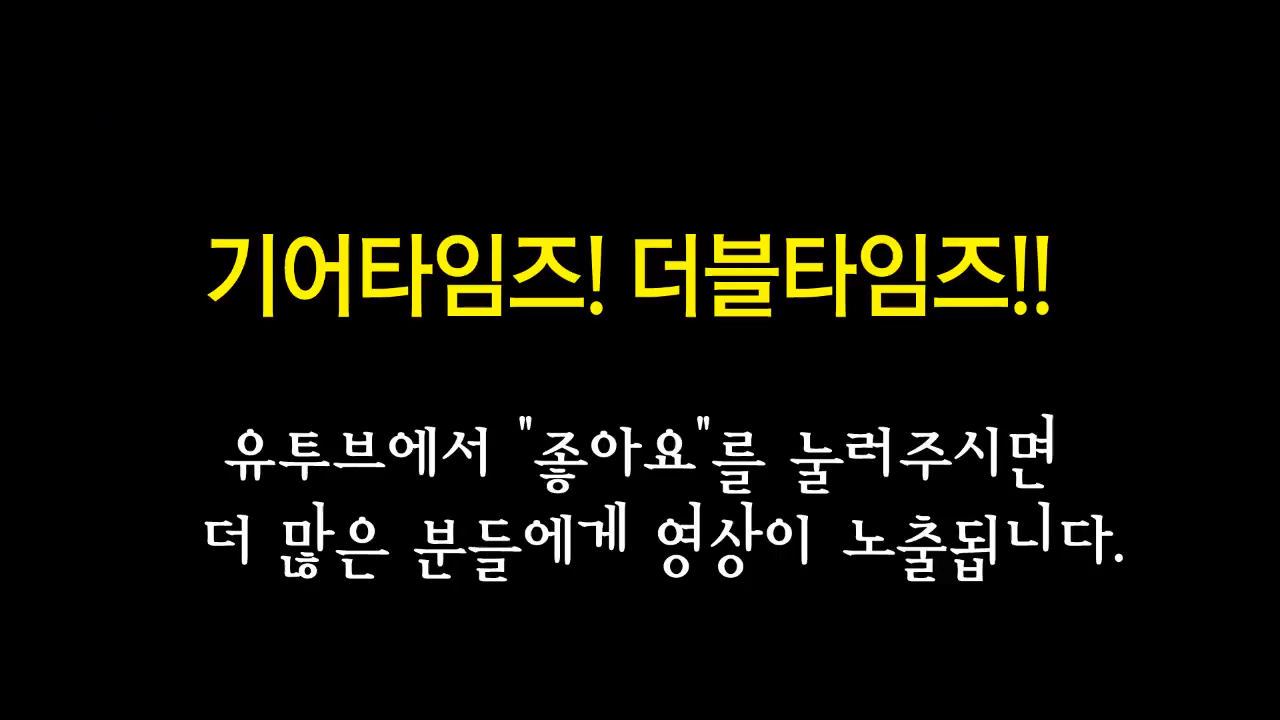 기어타임즈! 더블타임즈!!
유투브에서 "좋아요"를 눌러주시면
더 많은 분들에게 영상이 노출됩니다.